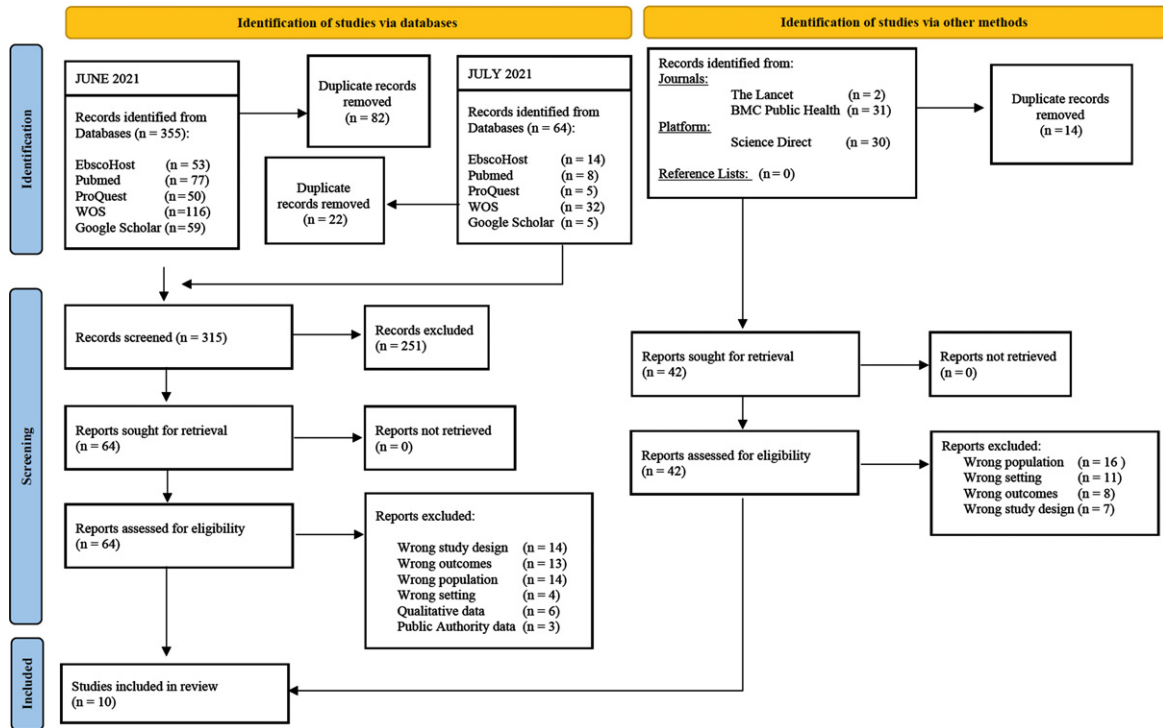 Identification of studies via databases
Identification of studies via other methods
Identification
JUNE 2021
Records identified from
Databases (n = 355):
EbscoHost (n = 53)
Pubmed (n = 77)
ProQuest (n = 50)
WOS (n =116)
Google Scholar (n = 59)
Duplicate records
removed
(n = 82)
Duplicate
records removed
(n = 22)
JULY 2021
Records identified from
Databases (n = 64):
EbscoHost (n = 14)
Pubmed (n = 8)
ProQuest (n = 5)
WOS (n = 32)
Google Scholar (n = 5)
Records identified from:
Journals:
The Lancet (n = 2)
BMC Public Health (n = 31)
Platform:
Science Direct (n = 30)
Reference Lists: (n = 0)
Duplicate records
removed
(n = 14)
Screening
Records screened (n = 315)
Records excluded
(n = 251)
Reports sought for retrieval
(n = 64)
Reports not retrieved
(n = 0)
Reports assessed for eligibility
(n = 64)
Reports excluded:
Wrong study design (n = 14)
Wrong outcomes (n = 13)
Wrong population (n = 14)
Wrong setting (n = 4)
Qualitative data (n = 6)
Public Authority data (n = 3)
Reports sought for retrieval
(n = 42)
Reports not retrieved
(n = 0)
Reports assessed for eligibility
(n = 42)
Reports excluded:
Wrong population (n = 16 )
Wrong setting (n = 11)
Wrong outcomes (n = 8)
Wrong study design (n = 7)
Included
Studies included in review
(n = 10)